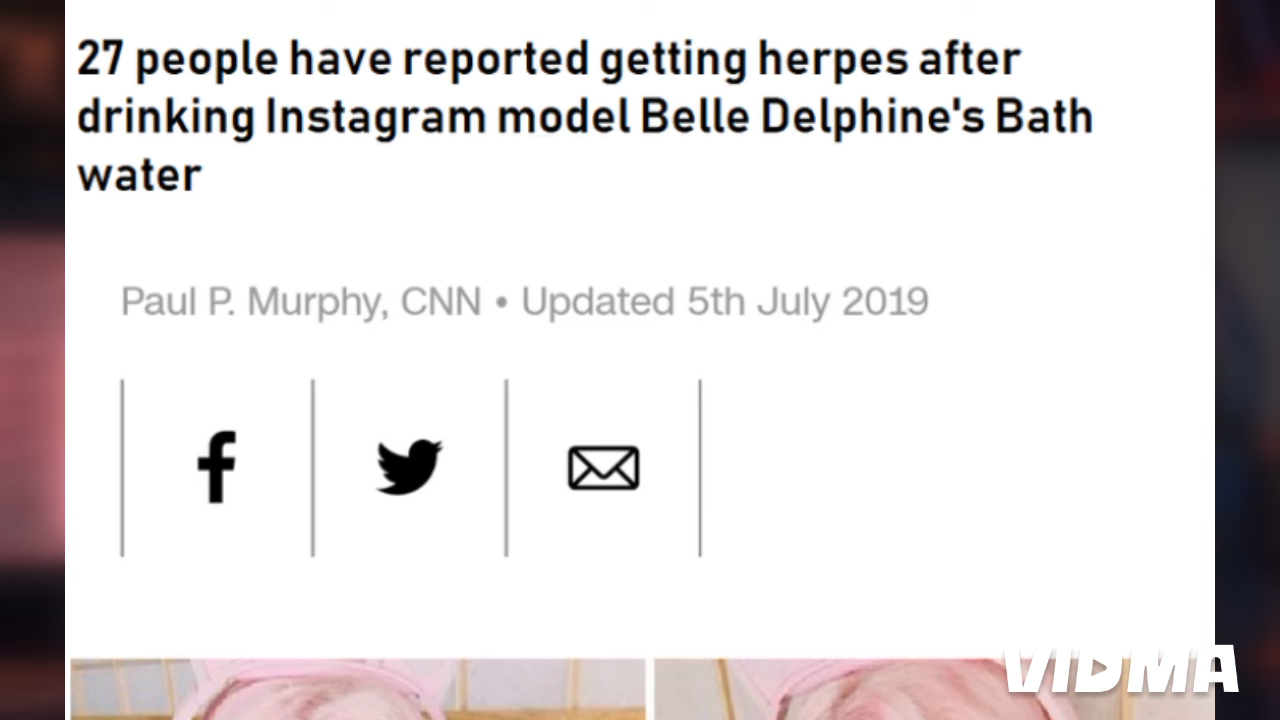 27 people have reported getting herpes after
drinking Instagram model Belle Delphine's Bath
water
Paul P. Murphy, CNN • Updated 5th July 2019
VIDMA